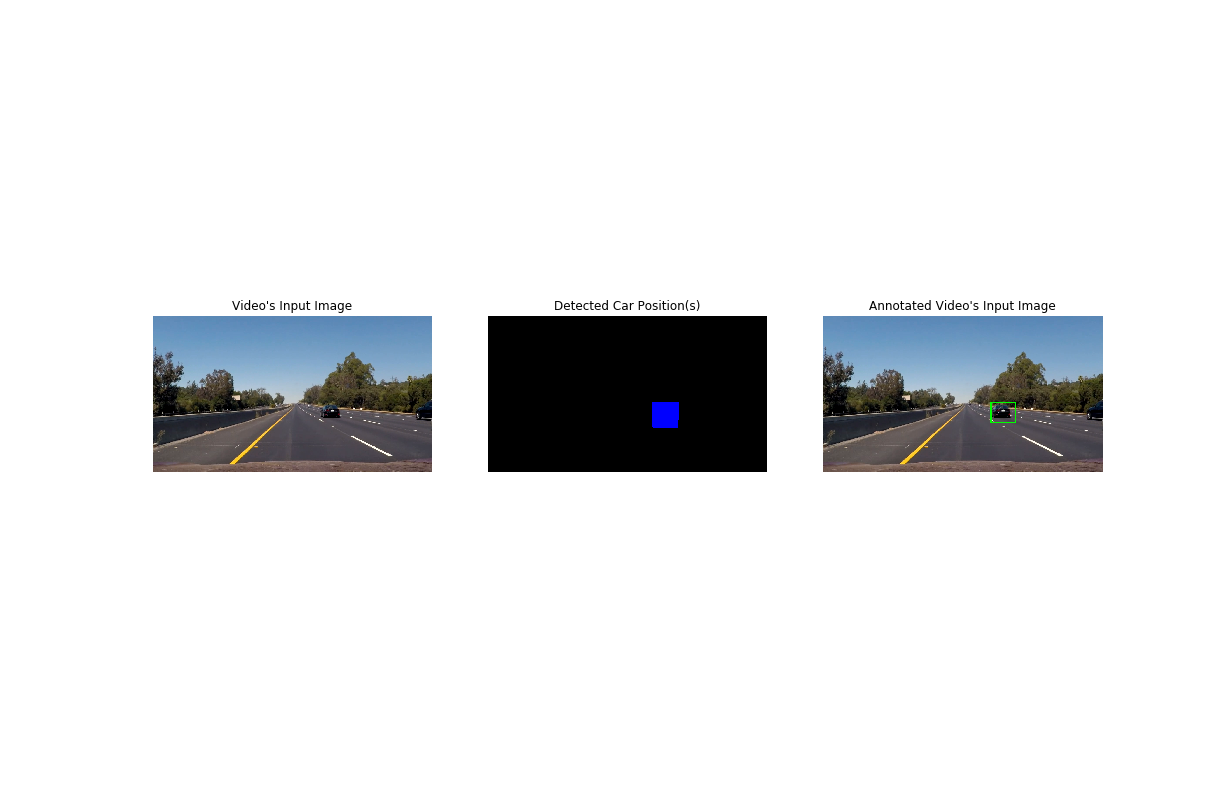 Video's Input Image
Detected Car Position(s)
Annotated Video's Input Image